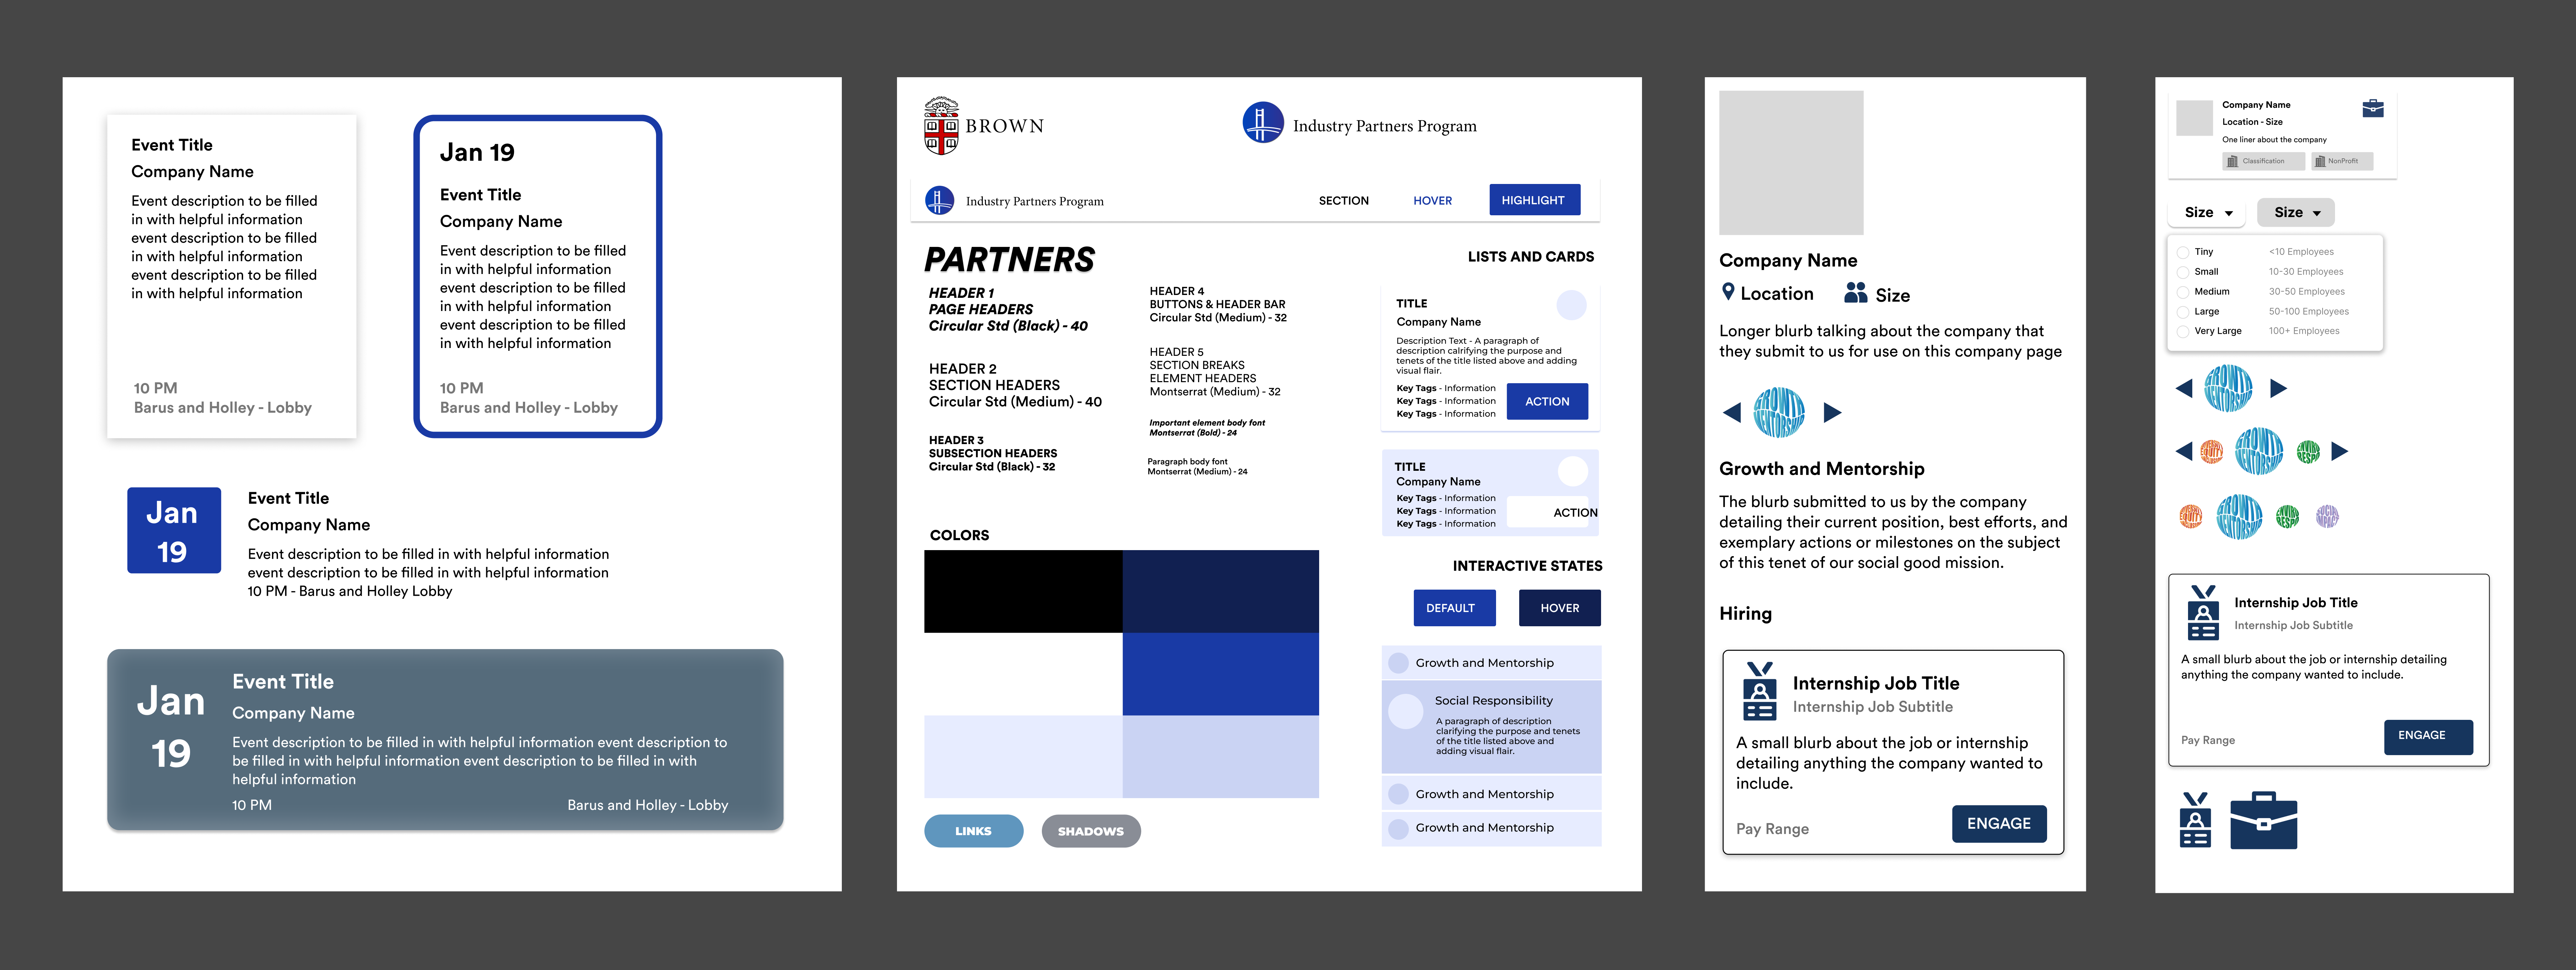 Event Title
Company Name
Event description to be filled
in with helpful information
event description to be filled
in with helpful information
event description to be filled
in with helpful information
10 PM
Barus and Holley - Lobby
Jan 19
Event Title
Company Name
Event description to be filled
in with helpful information
event description to be filled
in with helpful information
event description to be filled
in with helpful information
10 PM
Barus and Holley - Lobby
Jan
19
Event Title
Company Name
Event description to be filled in with helpful information
event description to be filled in with helpful information
10 PM - Barus and Holley Lobby
Jan
19
Event Title
Company Name
Event description to be filled in with helpful information event description to
be filled in with helpful information event description to be filled in with
helpful information
10 PM
Barus and Holley - Lobby
BROWN
Industry Partners Program
Industry Partners Program
SECTION
HOVER
HIGHLIGHT
PARTNERS
HEADER 1
PAGE HEADERS
Circular Std (Black) - 40
HEADER 2
SECTION HEADERS
Circular Std (Medium) - 40
HEADER 3
SUBSECTION HEADERS
Circular Std (Black) - 32
HEADER 4
BUTTONS & HEADER BAR
Circular Std (Medium) - 32
HEADER 5
SECTION BREAKS
ELEMENT HEADERS
Montserrat (Medium) - 32
Important element body font
Montserrat (Bold) - 24
Paragraph body font
Montserrat (Medium) - 24
COLORS
LINKS
SHADOWS
LISTS AND CARDS
TITLE
Company Name
Description Text - A paragraph of
description calrifying the purpose and
tenets of the title listed above and adding
visual flair.
Key Tags - Information
Key Tags - Information
Key Tags - Information
ACTION
TITLE
Company Name
Key Tags - Information
Key Tags - Information
Key Tags - Information
ACTION
INTERACTIVE STATES
DEFAULT
HOVER
Growth and Mentorship
Social Responsibility
A paragraph of description
clarifying the purpose and tenets
of the title listed above and
adding visual flair.
Growth and Mentorship
Growth and Mentorship
Company Name
Location
Size
Longer blurb talking about the company that
they submit to us for use on this company page
GROWTH
MENTORSHIP
Growth and Mentorship
The blurb submitted to us by the company
detailing their current position, best efforts, and
exemplary actions or milestones on the subject
of this tenet of our social good mission.
Hiring
Internship Job Title
Internship Job Subtitle
A small blurb about the job or internship
detailing anything the company wanted to
include.
Pay Range
ENGAGE
Company Name
Location - Size
One liner about the company
Classification
NonProfit
Size
Size
Tiny
<10 Employees
Small
10-30 Employees
Medium
30-50 Employees
Large
50-100 Employees
Very Large
100+ Employees
GROWTH
MENTORSHIP
GROWTH
MENTORSHIP
GROWTH
MENTORSHIP
SOCIAL
IMPACT
Internship Job Title
Internship Job Subtitle
A small blurb about the job or internship detailing
anything the company wanted to include.
Pay Range
ENGAGE